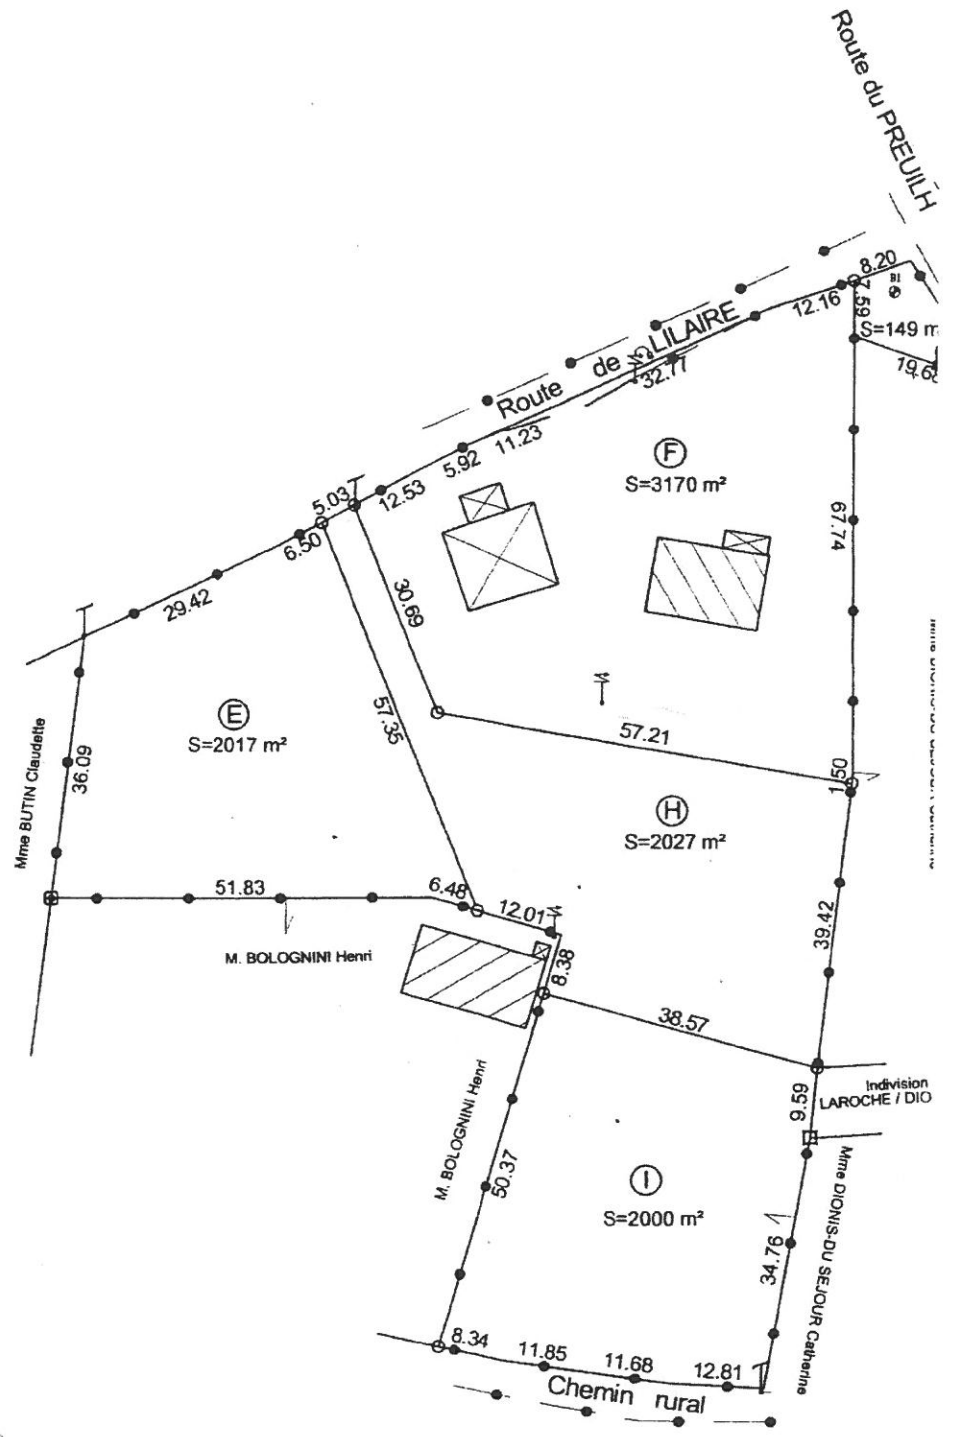 Route du PREUILH
8.20
BI
7.59
12.16
S=149 m
19.6
Route de LILAIRE
32.77
11.23
5.92
12.53
5.03
6.50
29.42
F
S=3170 m²
67.74
30.69
57.35
57.21
1.50
E
S=2017 m²
36.09
Mme BUTIN Claudette
H
S=2027 m²
51.83
6.48
12.01
8.38
M. BOLOGNINI Henri
39.42
38.57
9.59
Indivision
LAROCHE / DIO
M. BOLOGNINI Henri
50.37
I
S=2000 m²
34.76
Mme DIONIS-DU SEJOUR Catherine
8.34
11.85
11.68
12.81
Chemin rural